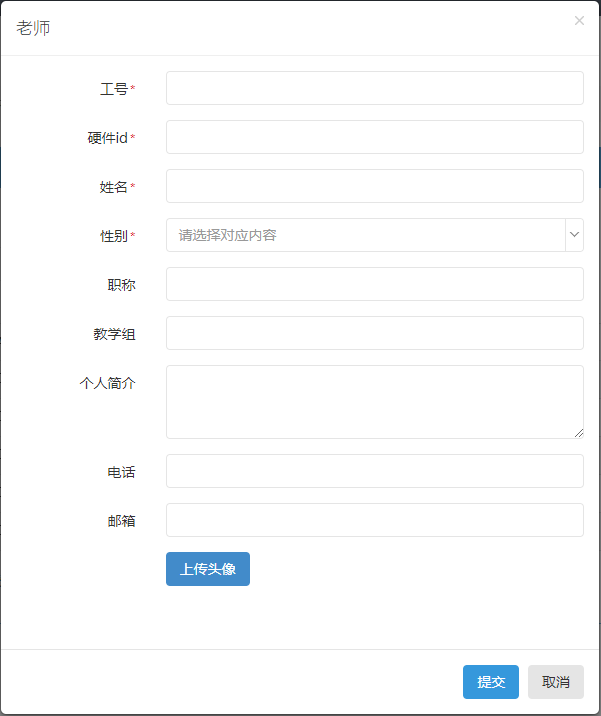 老师
工号*
硬件id*
姓名*
性别*
请选择对应内容
职称
教学组
个人简介
电话
邮箱
上传头像
提交 取消